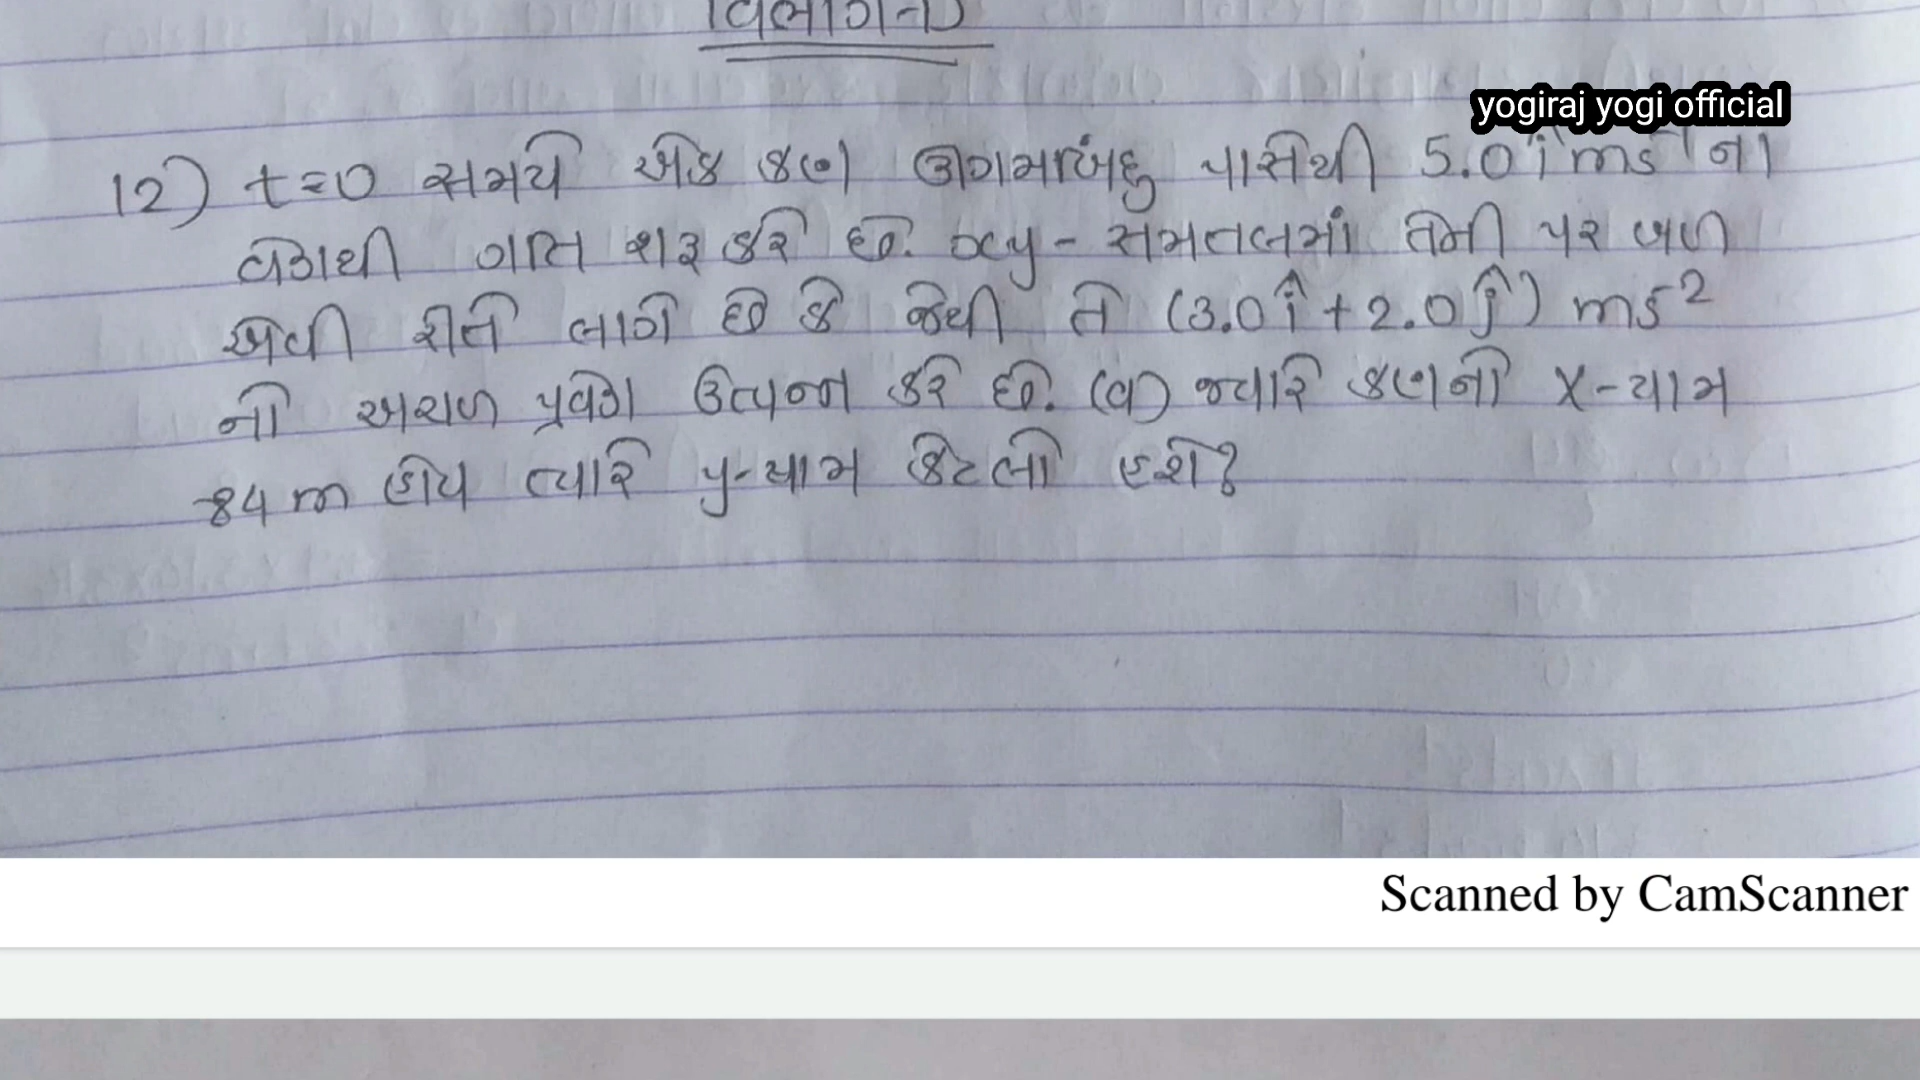 વિભાગ-D
yogiraj yogi official
12) t=0 સમયે એક કણ ઊગમબિંદુ પાસેથી 5.0 î ms⁻¹ ના
વેગથી ગતિ શરૂ કરે છે. xy-સમતલમાં તેની પર બળ
એવી રીતે લાગે છે કે જેથી તે (3.0 î + 2.0 ĵ) ms²
નો અચળ પ્રવેગ ઉત્પન્ન કરે છે. (a) જ્યારે કણનો X-યામ
84 m હોય ત્યારે y-યામ કેટલો હશે?
Scanned by CamScanner